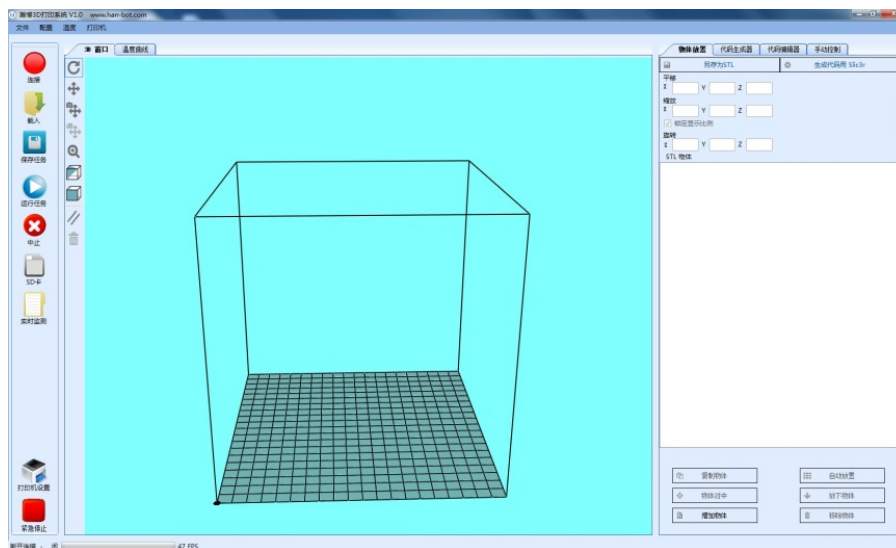 瀚博3D打印系统 V1.0 www.han-bot.com
文件 配置 温度 打印机
连接
载入
保存任务
运行任务
中止
SD卡
实时监测
打印机设置
紧急停止
3D 窗口 温度曲线
物体放置 代码生成器 代码编辑器 手动控制
另存为STL 生成代码用 Slic3r
平移
X Y Z
缩放
X Y Z
锁定显示比例
旋转
X Y Z
STL 物体
复制物体 自动放置
物体对中 放下物体
增加物体 移除物体
47 FPS